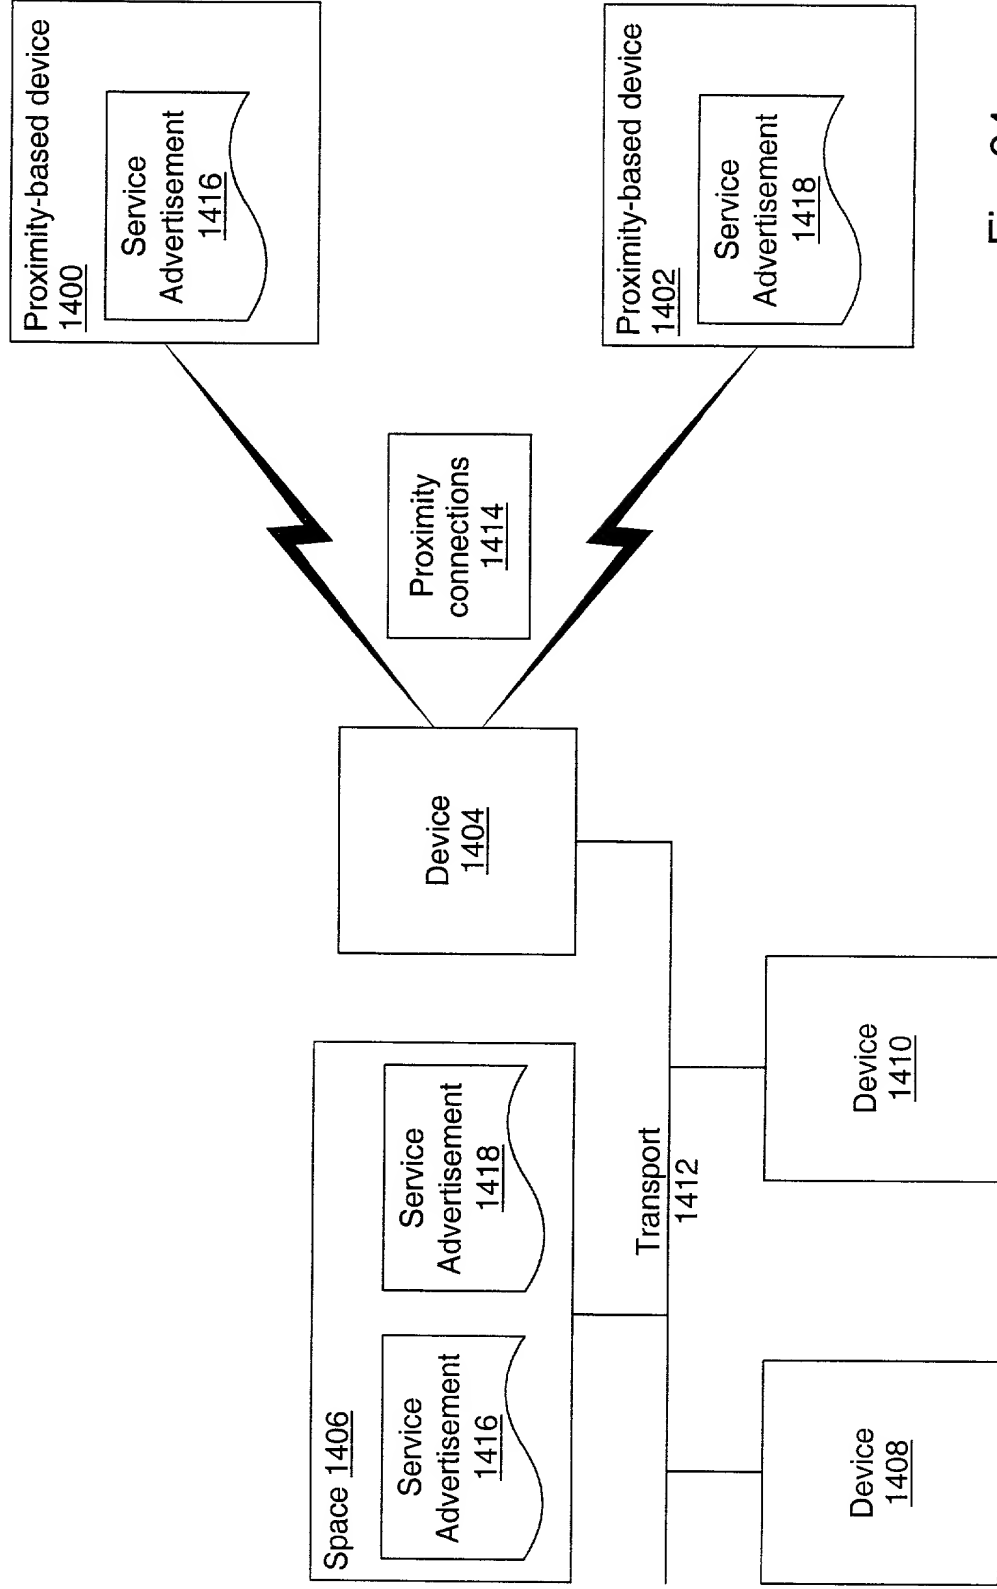 Proximity-based device
1400
Service
Advertisement
1416
Space 1406
Service
Advertisement
1416
Service
Advertisement
1418
Device
1404
Proximity
connections
1414
Proximity-based device
1402
Service
Advertisement
1418
Transport
1412
Device
1408
Device
1410